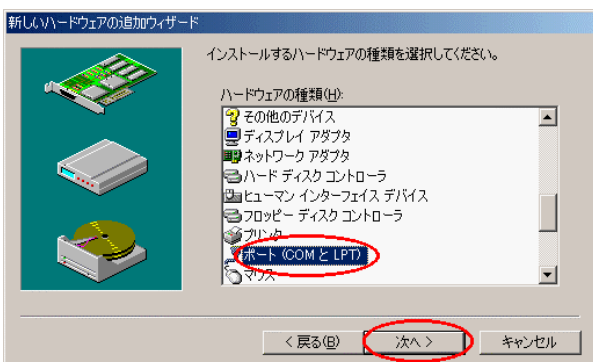 新しいハードウェアの追加ウィザード
インストールするハードウェアの種類を選択してください。
ハードウェアの種類(H):
その他のデバイス
ディスプレイ アダプタ
ネットワーク アダプタ
ハード ディスク コントローラ
ヒューマン インターフェイス デバイス
フロッピー ディスク コントローラ
プリンタ
ポート (COM と LPT)
マウス
< 戻る(B)
次へ >
キャンセル